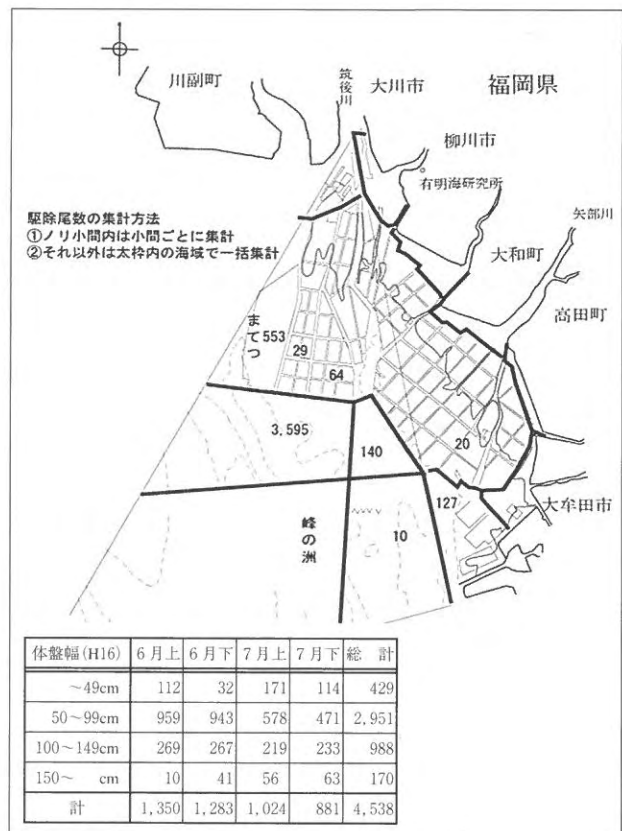 川副町
筑後川
大川市
福岡県
柳川市
有明海研究所
矢部川
大和町
高田町
駆除尾数の集計方法
①ノリ小間内は小間ごとに集計
②それ以外は太枠内の海域で一括集計
まてつ
553
29
64
3,595
140
20
127
大牟田市
峰の洲
10
体盤幅(H16) 6月上 6月下 7月上 7月下 総 計
~49cm 112 32 171 114 429
50~99cm 959 943 578 471 2,951
100~149cm 269 267 219 233 988
150~ cm 10 41 56 63 170
計 1,350 1,283 1,024 881 4,538